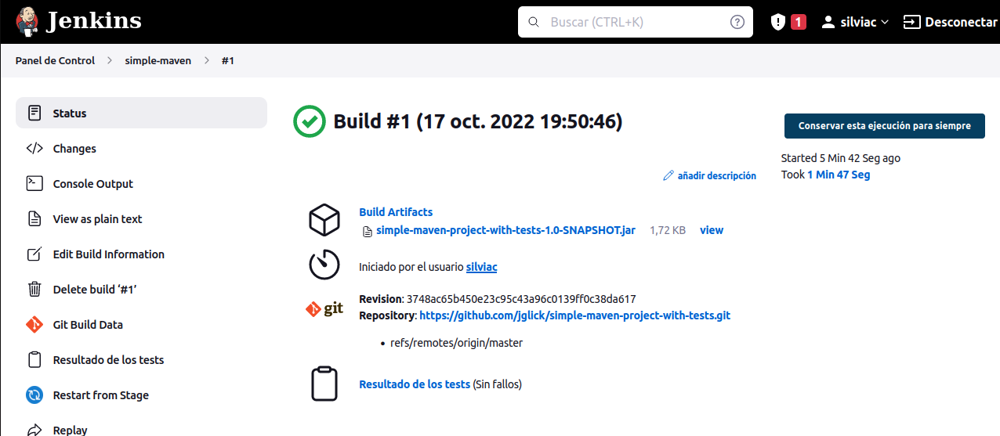 Jenkins
Buscar (CTRL+K)
1
silviac
Desconectar
Panel de Control
simple-maven
#1
Status
Changes
Console Output
View as plain text
Edit Build Information
Delete build ‘#1’
Git Build Data
Resultado de los tests
Restart from Stage
Replay
Build #1 (17 oct. 2022 19:50:46)
Conservar esta ejecución para siempre
Started 5 Min 42 Seg ago
Took 1 Min 47 Seg
añadir descripción
Build Artifacts
simple-maven-project-with-tests-1.0-SNAPSHOT.jar 1,72 KB view
Iniciado por el usuario silviac
git
Revision: 3748ac65b450e23c95c43a96c0139ff0c38da617
Repository: https://github.com/jglick/simple-maven-project-with-tests.git
• refs/remotes/origin/master
Resultado de los tests (Sin fallos)